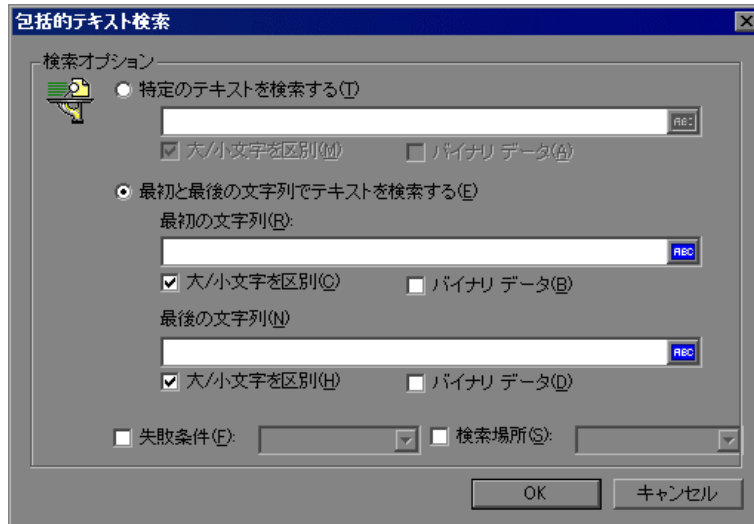 包括的テキスト検索
検索オプション
特定のテキストを検索する(T)
ABC
大/小文字を区別(M) バイナリ データ(A)
最初と最後の文字列でテキストを検索する(E)
最初の文字列(R):
ABC
大/小文字を区別(C) バイナリ データ(B)
最後の文字列(N)
ABC
大/小文字を区別(H) バイナリ データ(D)
失敗条件(F): 検索場所(S):
OK キャンセル